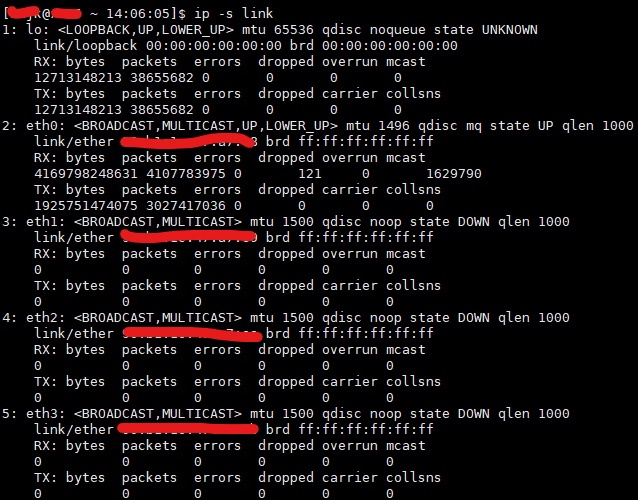 ~ 14:06:05]$ ip -s link
1: lo: <LOOPBACK,UP,LOWER_UP> mtu 65536 qdisc noqueue state UNKNOWN
link/loopback 00:00:00:00:00:00 brd 00:00:00:00:00:00
RX: bytes packets errors dropped overrun mcast
12713148213 38655682 0 0 0 0
TX: bytes packets errors dropped carrier collsns
12713148213 38655682 0 0 0 0
2: eth0: <BROADCAST,MULTICAST,UP,LOWER_UP> mtu 1496 qdisc mq state UP qlen 1000
link/ether brd ff:ff:ff:ff:ff:ff
RX: bytes packets errors dropped overrun mcast
4169798248631 4107783975 0 121 0 1629790
TX: bytes packets errors dropped carrier collsns
1925751474075 3027417036 0 0 0 0
3: eth1: <BROADCAST,MULTICAST> mtu 1500 qdisc noop state DOWN qlen 1000
link/ether brd ff:ff:ff:ff:ff:ff
RX: bytes packets errors dropped overrun mcast
0 0 0 0 0 0
TX: bytes packets errors dropped carrier collsns
0 0 0 0 0 0
4: eth2: <BROADCAST,MULTICAST> mtu 1500 qdisc noop state DOWN qlen 1000
link/ether brd ff:ff:ff:ff:ff:ff
RX: bytes packets errors dropped overrun mcast
0 0 0 0 0 0
TX: bytes packets errors dropped carrier collsns
0 0 0 0 0 0
5: eth3: <BROADCAST,MULTICAST> mtu 1500 qdisc noop state DOWN qlen 1000
link/ether brd ff:ff:ff:ff:ff:ff
RX: bytes packets errors dropped overrun mcast
0 0 0 0 0 0
TX: bytes packets errors dropped carrier collsns
0 0 0 0 0 0